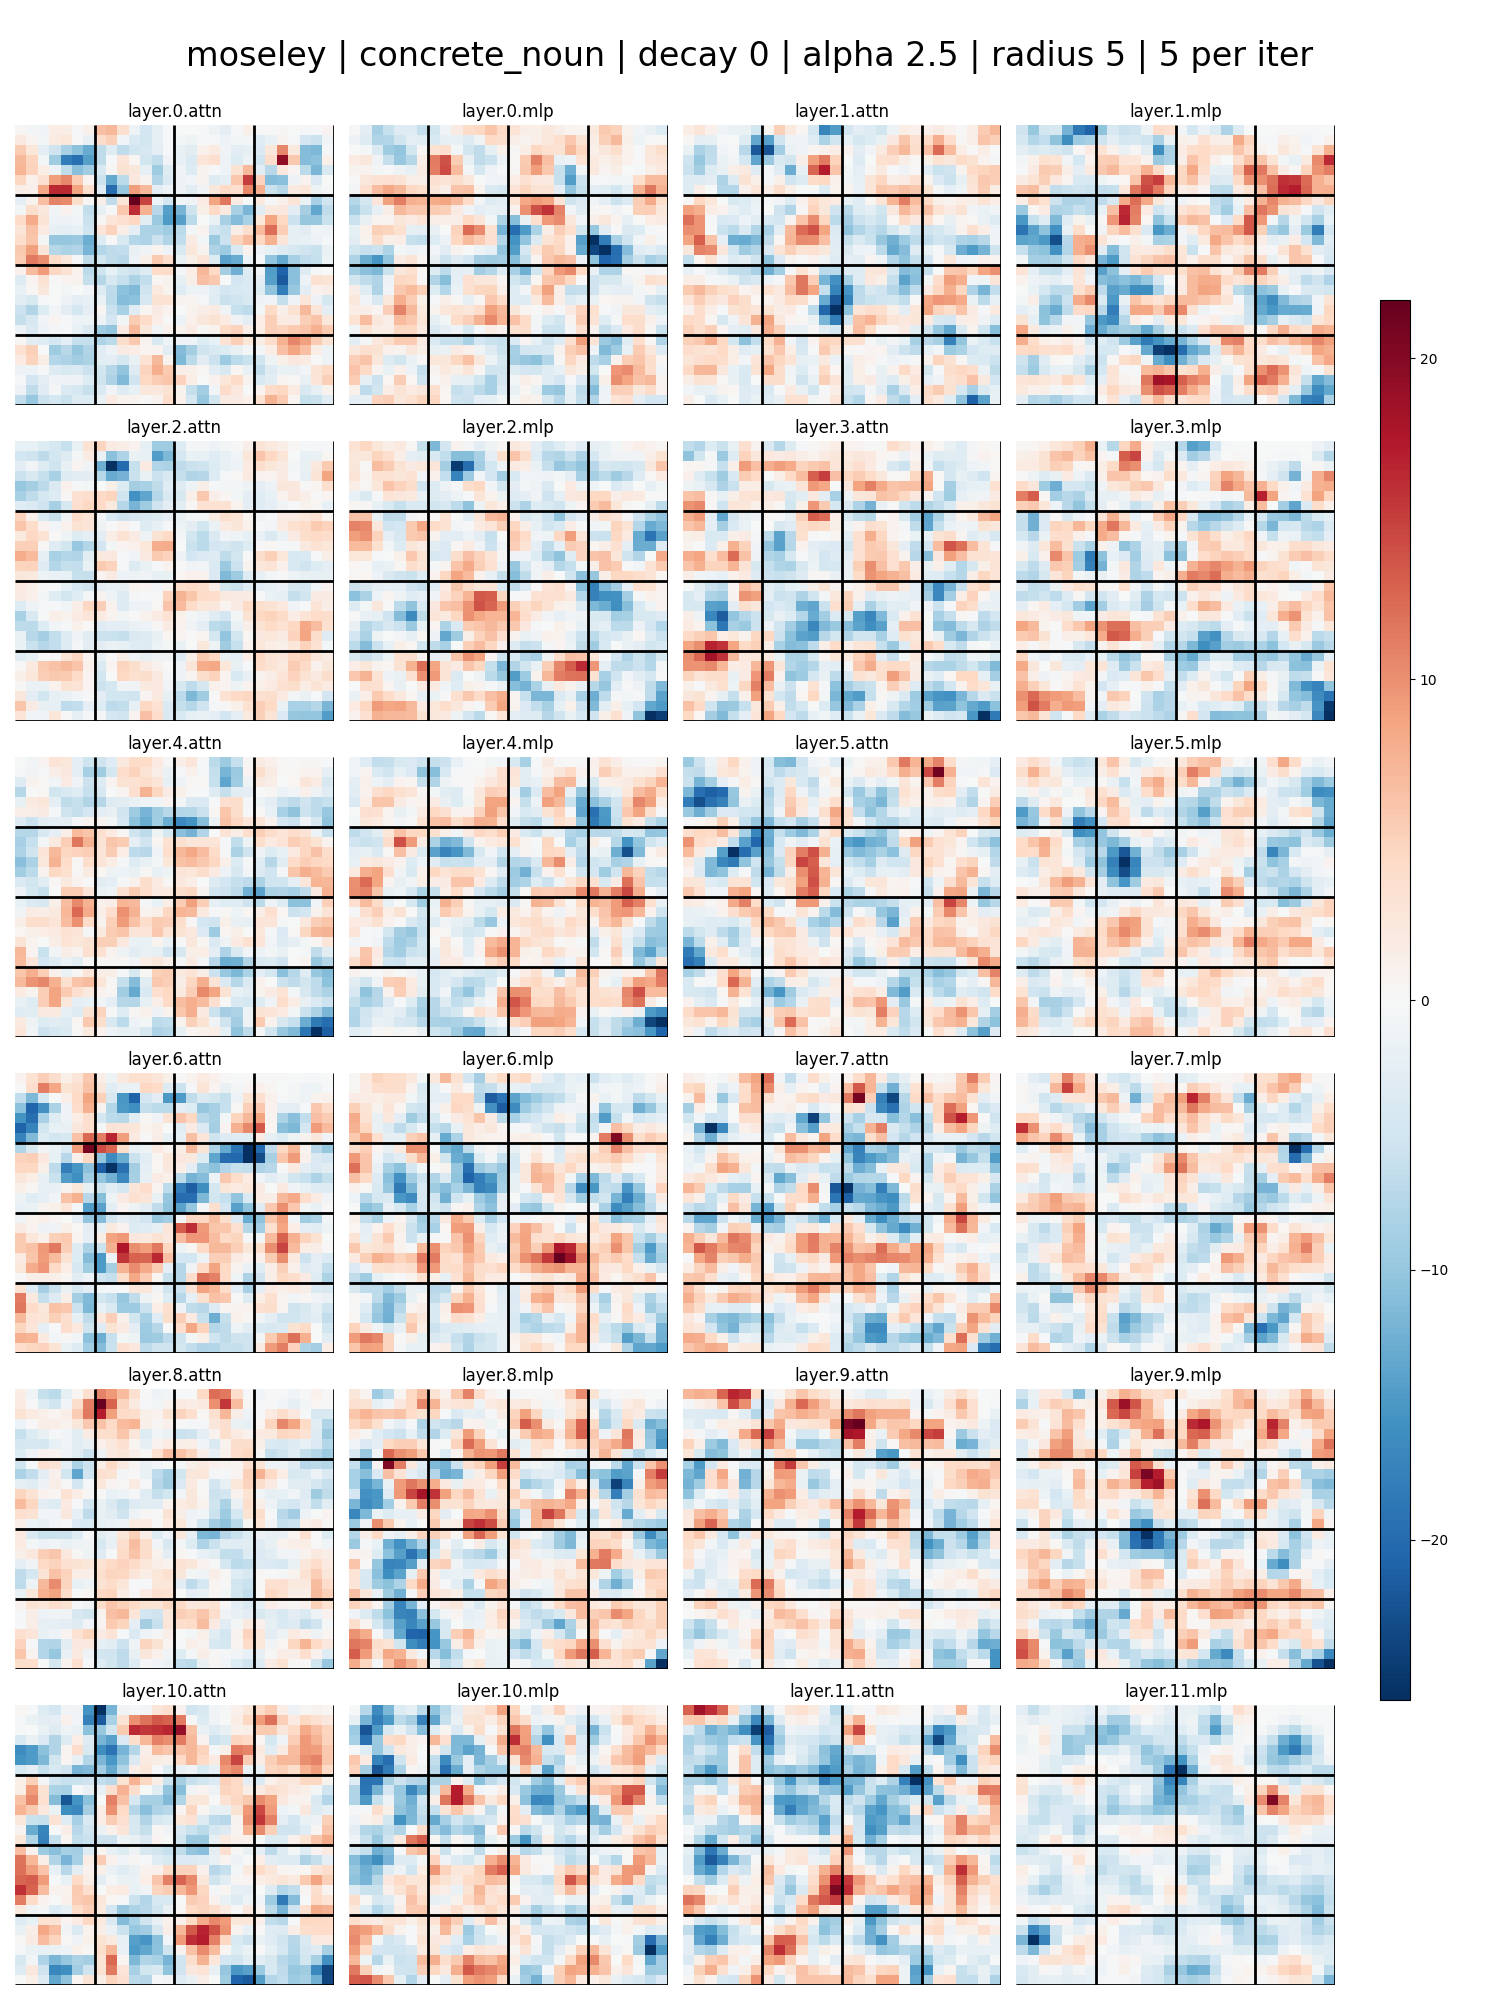 moseley | concrete_noun | decay 0 | alpha 2.5 | radius 5 | 5 per iter
layer.0.attn
layer.0.mlp
layer.1.attn
layer.1.mlp
layer.2.attn
layer.2.mlp
layer.3.attn
layer.3.mlp
layer.4.attn
layer.4.mlp
layer.5.attn
layer.5.mlp
layer.6.attn
layer.6.mlp
layer.7.attn
layer.7.mlp
layer.8.attn
layer.8.mlp
layer.9.attn
layer.9.mlp
layer.10.attn
layer.10.mlp
layer.11.attn
layer.11.mlp
20
10
0
−10
−20